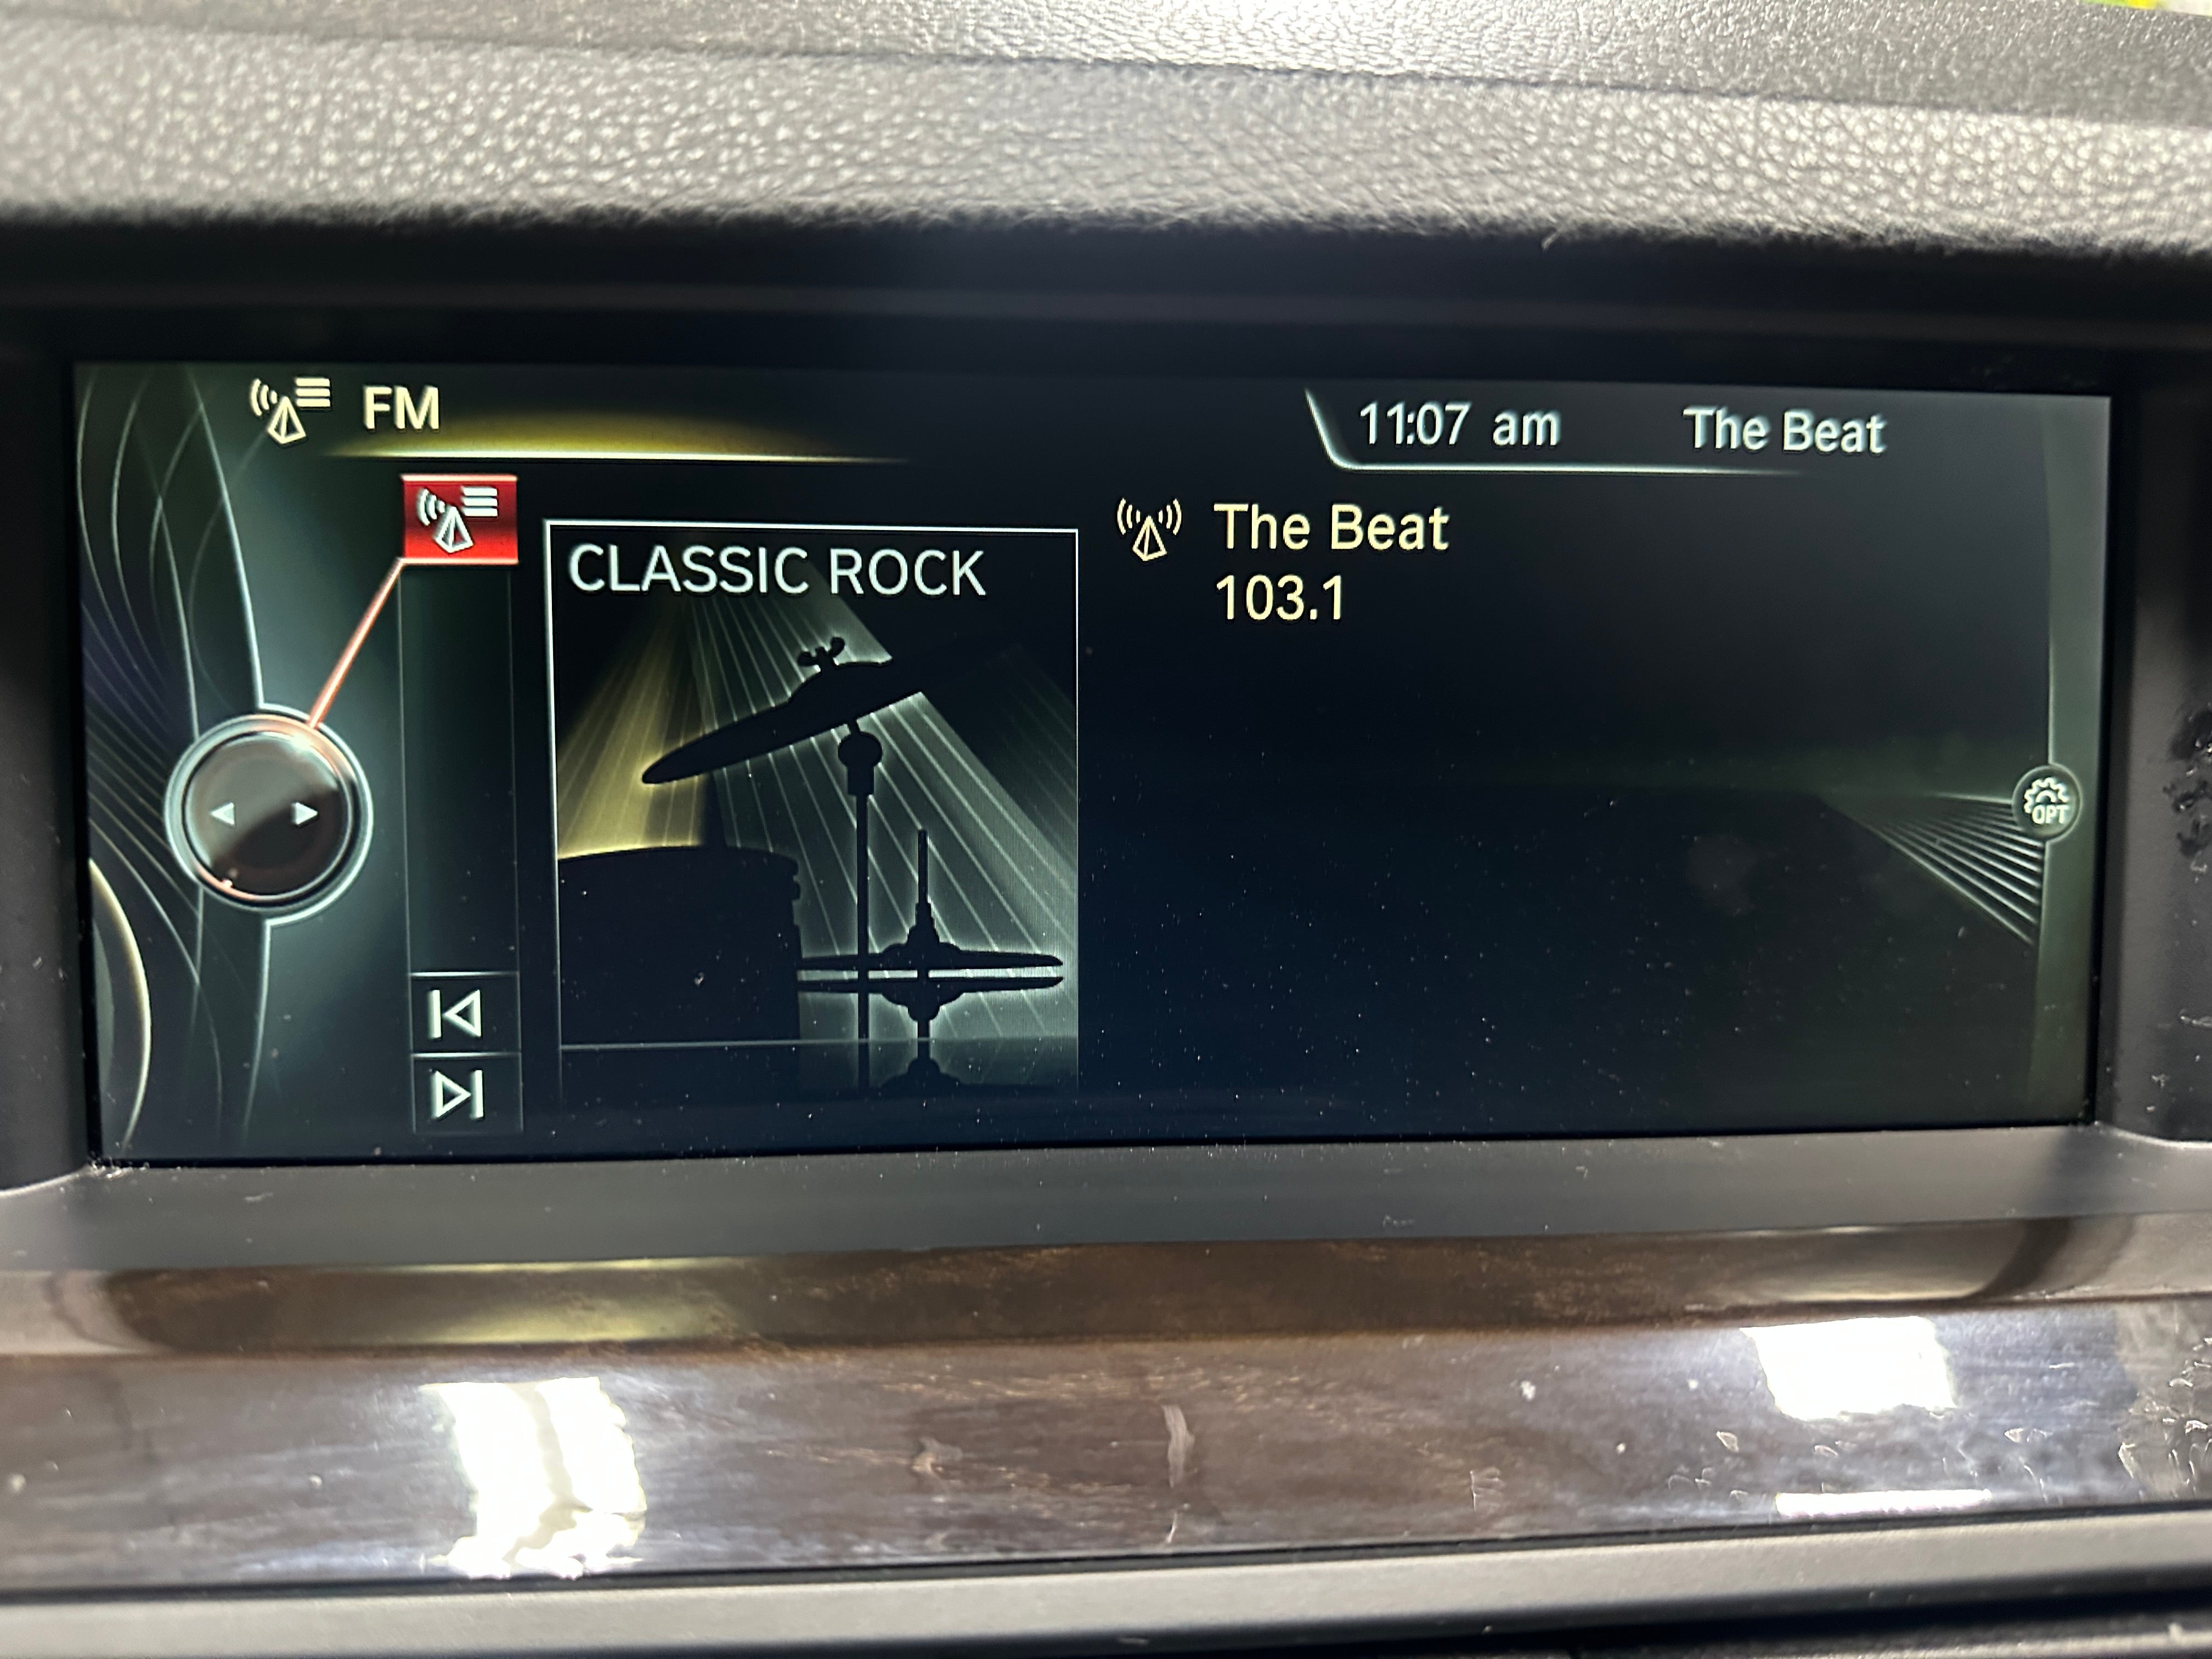 FM
11:07 am The Beat
CLASSIC ROCK
The Beat
103.1
OPT